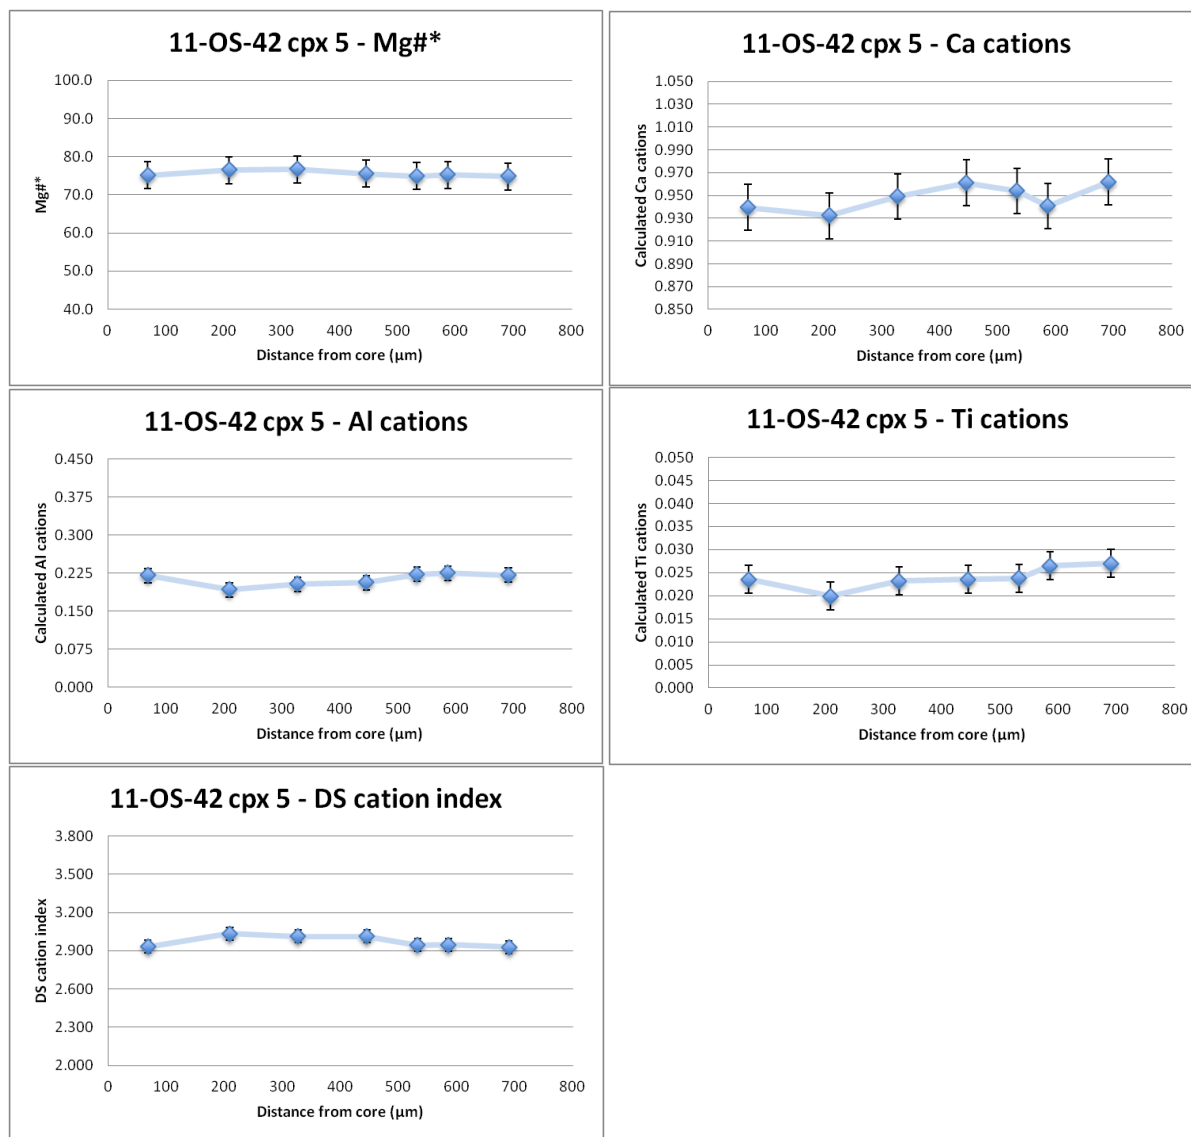 11-OS-42 cpx 5 - Mg#*
100.0
90.0
80.0
70.0
60.0
50.0
40.0
Mg#*
0 100 200 300 400 500 600 700 800
Distance from core (µm)
11-OS-42 cpx 5 - Ca cations
1.050
1.030
1.010
0.990
0.970
0.950
0.930
0.910
0.890
0.870
0.850
Calculated Ca cations
0 100 200 300 400 500 600 700 800
Distance from core (µm)
11-OS-42 cpx 5 - Al cations
0.450
0.375
0.300
0.225
0.150
0.075
0.000
Calculated Al cations
0 100 200 300 400 500 600 700 800
Distance from core (µm)
11-OS-42 cpx 5 - Ti cations
0.050
0.045
0.040
0.035
0.030
0.025
0.020
0.015
0.010
0.005
0.000
Calculated Ti cations
0 100 200 300 400 500 600 700 800
Distance from core (µm)
11-OS-42 cpx 5 - DS cation index
3.800
3.500
3.200
2.900
2.600
2.300
2.000
DS cation index
0 100 200 300 400 500 600 700 800
Distance from core (µm)